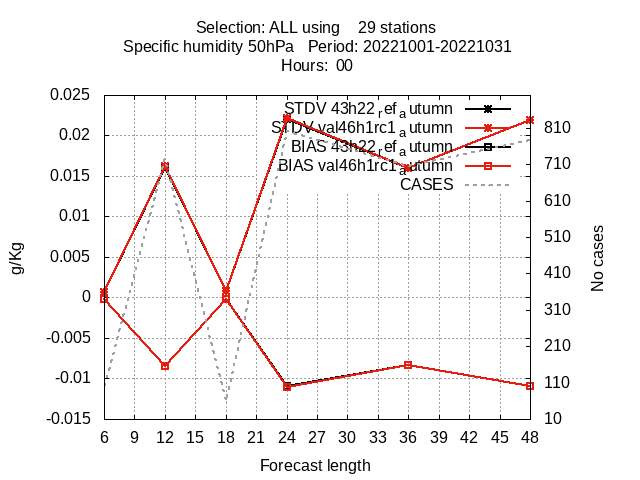 Selection: ALL using    29 stations
Specific humidity 50hPa   Period: 20221001-20221031
Hours:  00
0.025
0.02
0.015
0.01
0.005
0
-0.005
-0.01
-0.015
g/Kg
STDV 43h22_ref_autumn
STDV val46h1rc1_autumn
BIAS 43h22_ref_autumn
BIAS val46h1rc1_autumn
CASES
810
710
610
510
410
310
210
110
10
No cases
6 9 12 15 18 21 24 27 30 33 36 39 42 45 48
Forecast length